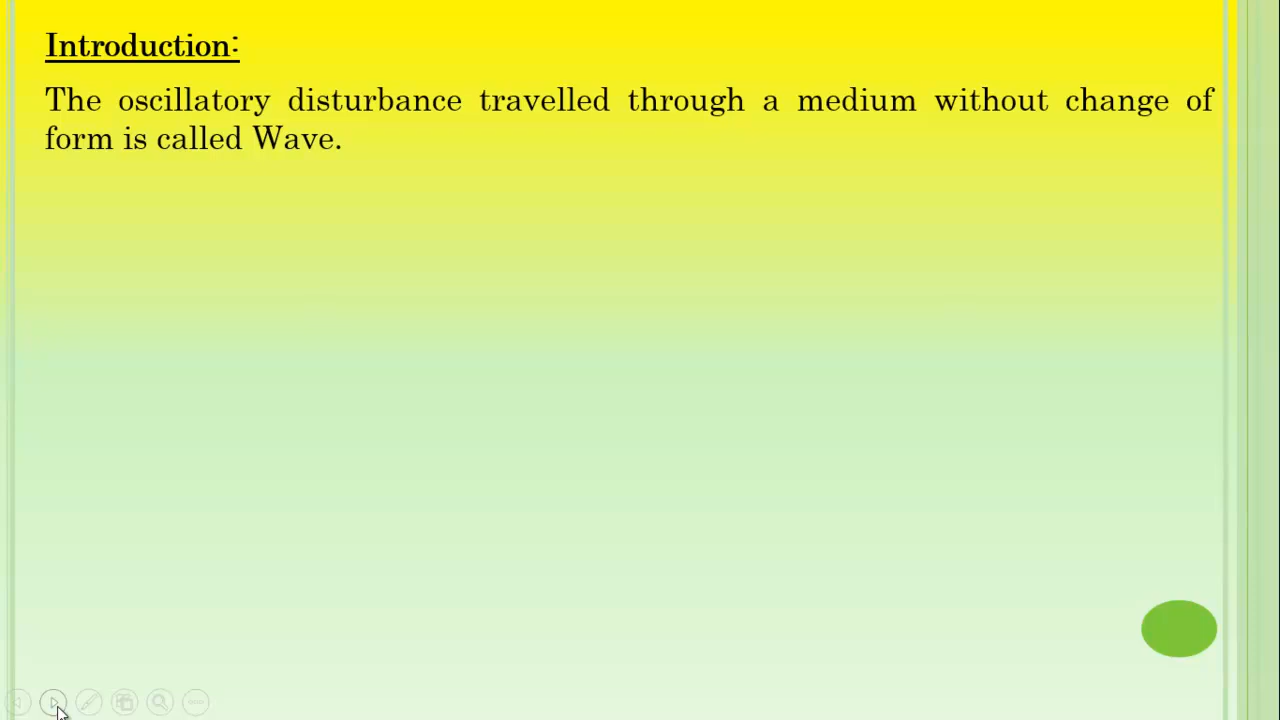 Introduction:
The oscillatory disturbance travelled through a medium without change of
form is called Wave.